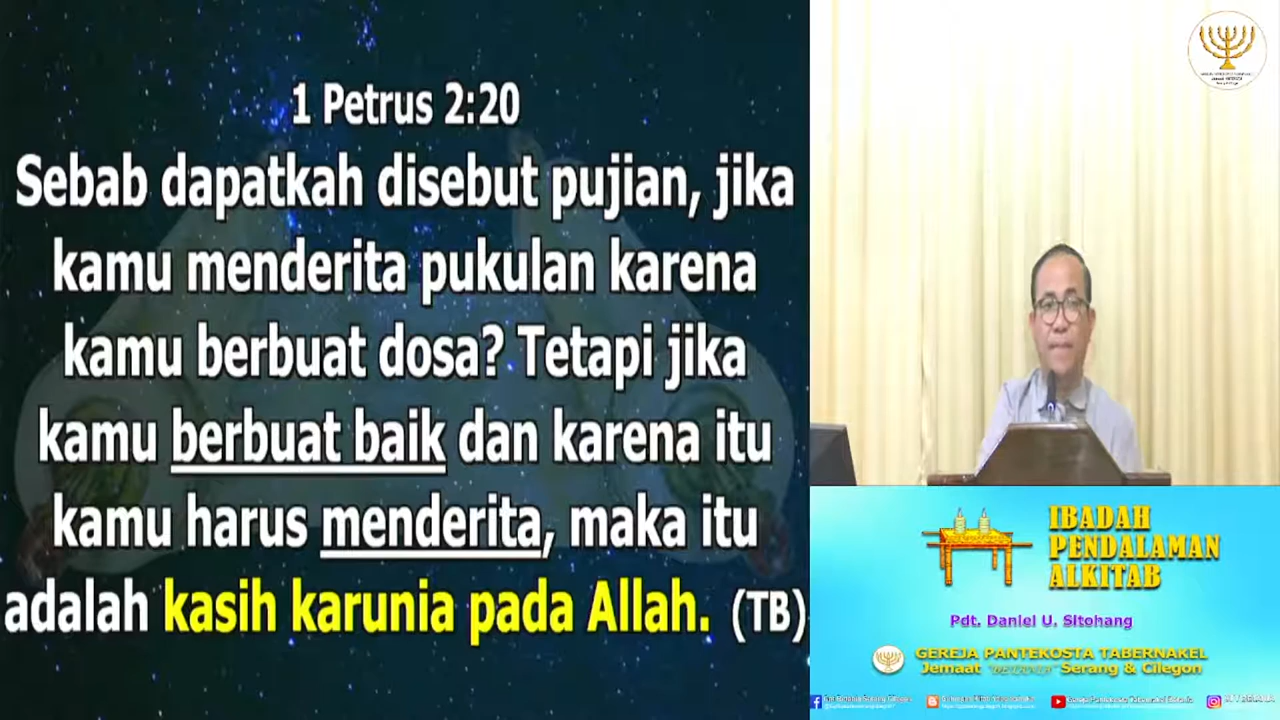 1 Petrus 2:20
Sebab dapatkah disebut pujian, jika
kamu menderita pukulan karena
kamu berbuat dosa? Tetapi jika
kamu berbuat baik dan karena itu
kamu harus menderita, maka itu
adalah kasih karunia pada Allah. (TB)
IBADAH
PENDALAMAN
ALKITAB
Pdt. Daniel U. Sitohang
GEREJA PANTEKOSTA TABERNAKEL
Jemaat "BETHANIA" Serang & Cilegon